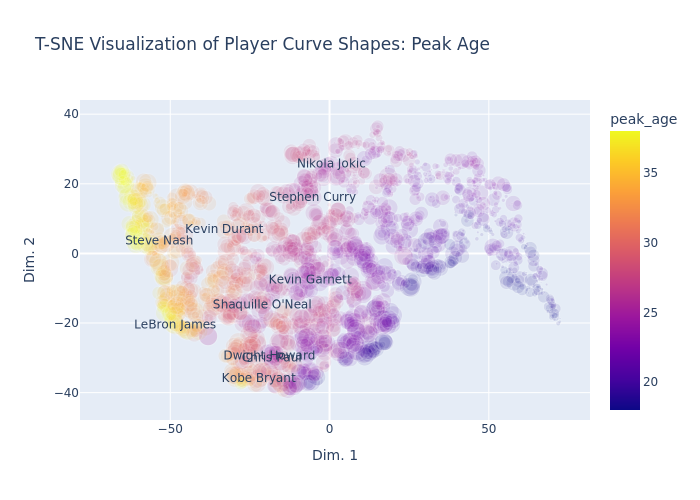 T-SNE Visualization of Player Curve Shapes: Peak Age
peak_age
40
20
0
−20
−40
35
30
25
20
Nikola Jokic
Stephen Curry
Kevin Durant
Steve Nash
Kevin Garnett
Shaquille O'Neal
LeBron James
Dwight Howard
Chris Paul
Kobe Bryant
−50
0
50
Dim. 1
Dim. 2